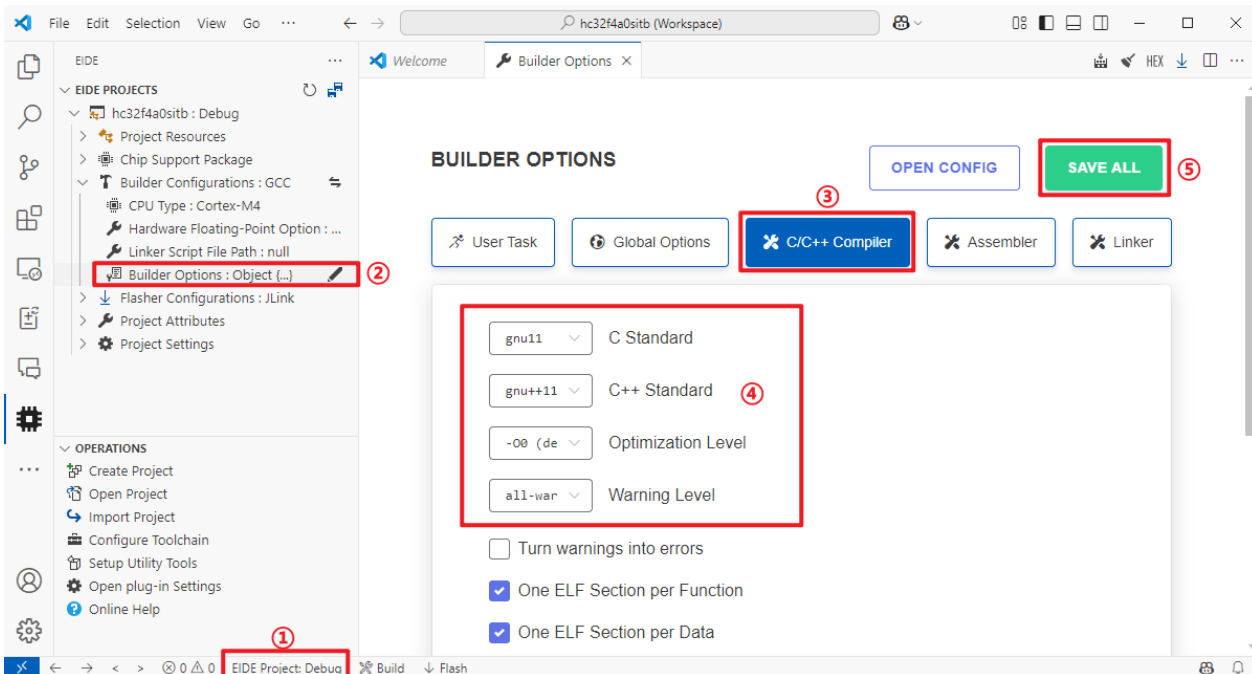 File Edit Selection View Go ··· hc32f4a0sitb (Workspace)
EIDE
Welcome
Builder Options
HEX
EIDE PROJECTS
hc32f4a0sitb : Debug
Project Resources
Chip Support Package
Builder Configurations : GCC
CPU Type : Cortex-M4
Hardware Floating-Point Option : ...
Linker Script File Path : null
Builder Options : Object {...}
②
Flasher Configurations : JLink
Project Attributes
Project Settings
OPERATIONS
Create Project
Open Project
Import Project
Configure Toolchain
Setup Utility Tools
Open plug-in Settings
Online Help
①
BUILDER OPTIONS
OPEN CONFIG
SAVE ALL
⑤
③
User Task
Global Options
C/C++ Compiler
Assembler
Linker
gnu11 C Standard
gnu++11 C++ Standard
④
-O0 (de Optimization Level
all-war Warning Level
Turn warnings into errors
One ELF Section per Function
One ELF Section per Data
0 0 EIDE Project: Debug Build Flash